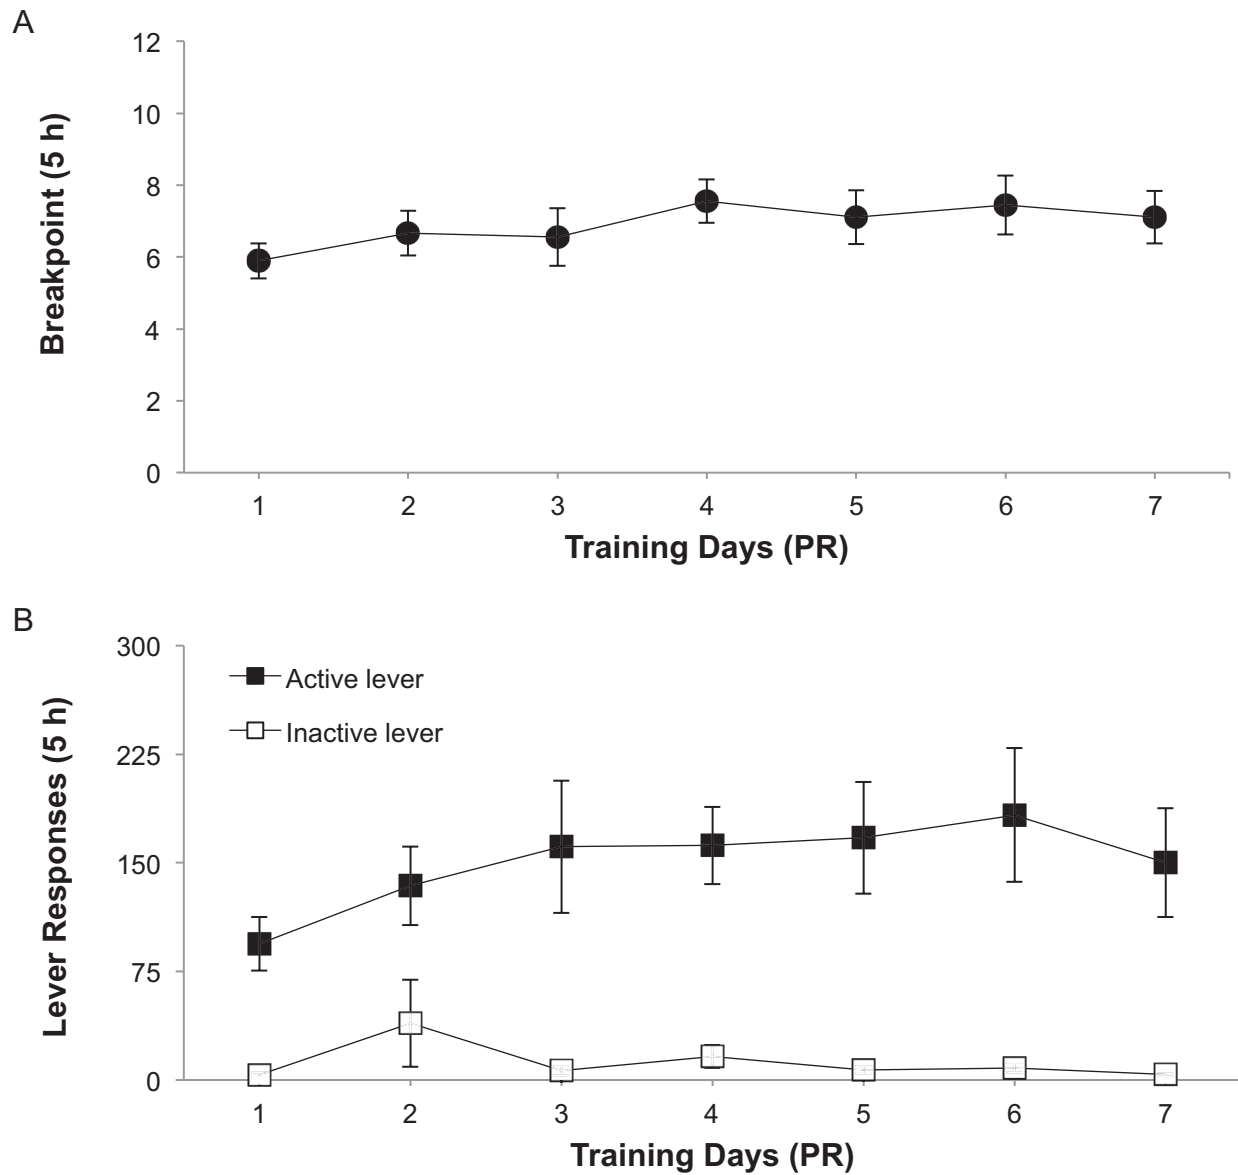 A
12
10
8
6
4
2
0
Breakpoint (5 h)
1 2 3 4 5 6 7
Training Days (PR)
B
300
225
150
75
0
Lever Responses (5 h)
Active lever
Inactive lever
1 2 3 4 5 6 7
Training Days (PR)